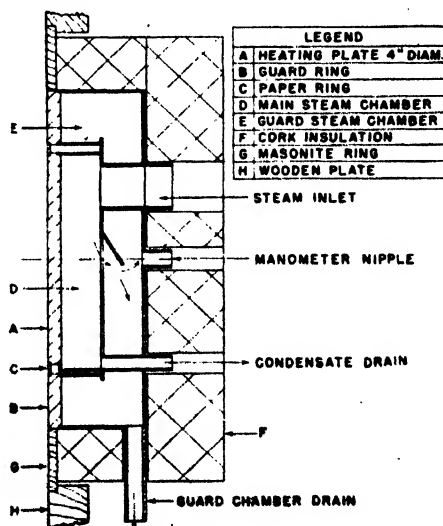 LEGEND
A HEATING PLATE 4" DIAM.
B GUARD RING
C PAPER RING
D MAIN STEAM CHAMBER
E GUARD STEAM CHAMBER
F CORK INSULATION
G MASONITE RING
H WOODEN PLATE
E
STEAM INLET
MANOMETER NIPPLE
D
A
CONDENSATE DRAIN
C
B
F
G
GUARD CHAMBER DRAIN
H